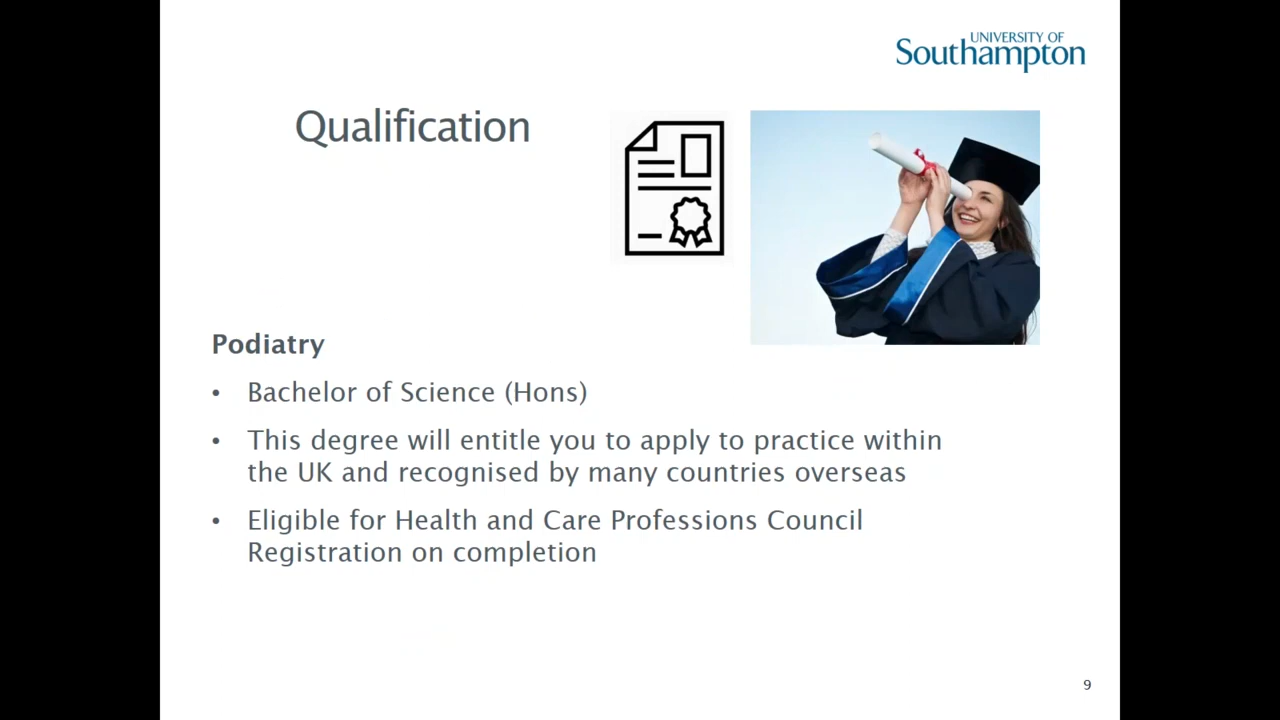 UNIVERSITY OF
Southampton
Qualification
Podiatry
• Bachelor of Science (Hons)
• This degree will entitle you to apply to practice within
the UK and recognised by many countries overseas
• Eligible for Health and Care Professions Council
Registration on completion
9